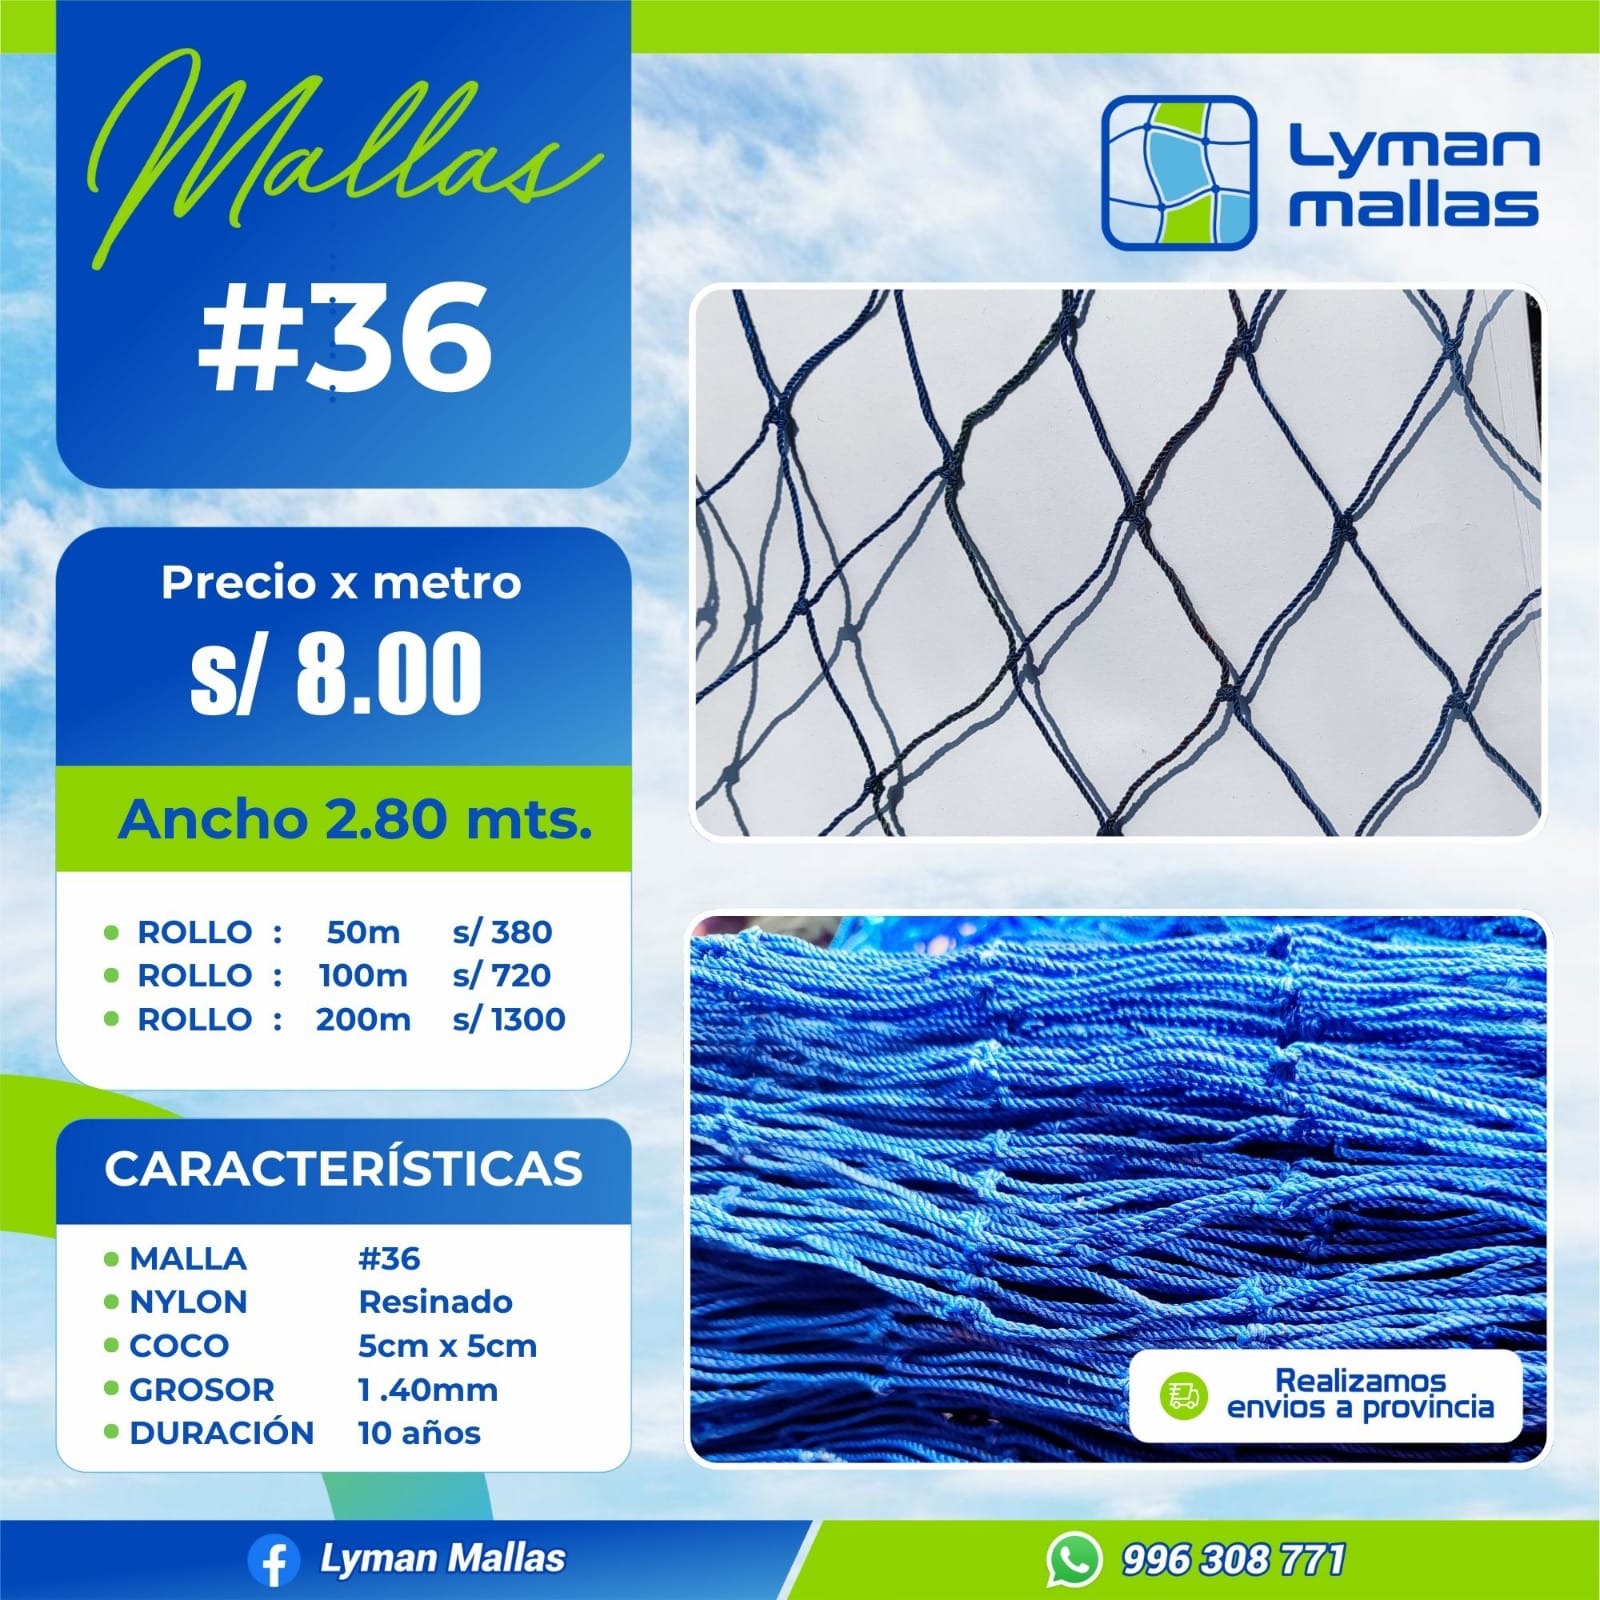 Mallas
#36
Lyman
mallas
Precio x metro
s/ 8.00
Ancho 2.80 mts.
ROLLO : 50m s/ 380
ROLLO : 100m s/ 720
ROLLO : 200m s/ 1300
CARACTERÍSTICAS
MALLA #36
NYLON Resinado
COCO 5cm x 5cm
GROSOR 1 .40mm
DURACIÓN 10 años
Realizamos
envios a provincia
Lyman Mallas
996 308 771